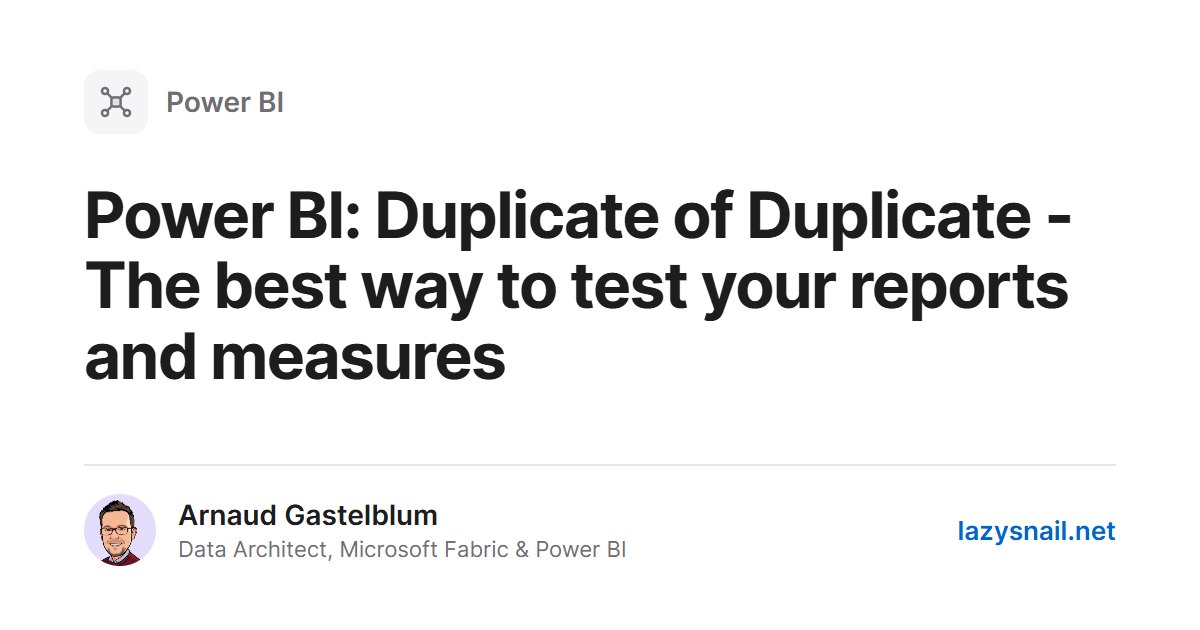 Power BI
Power BI: Duplicate of Duplicate -
The best way to test your reports
and measures
Arnaud Gastelblum
Data Architect, Microsoft Fabric & Power BI
lazysnail.net